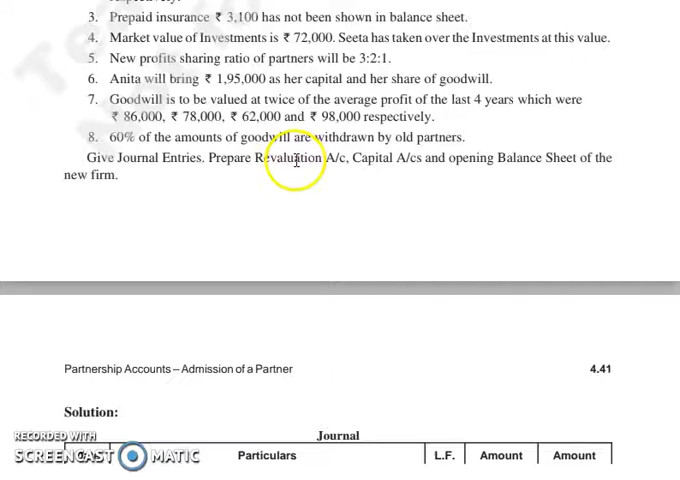 3. Prepaid insurance ₹ 3,100 has not been shown in balance sheet.
4. Market value of Investments is ₹ 72,000. Seeta has taken over the Investments at this value.
5. New profits sharing ratio of partners will be 3:2:1.
6. Anita will bring ₹ 1,95,000 as her capital and her share of goodwill.
7. Goodwill is to be valued at twice of the average profit of the last 4 years which were
₹ 86,000, ₹ 78,000, ₹ 62,000 and ₹ 98,000 respectively.
8. 60% of the amounts of goodwill are withdrawn by old partners.
Give Journal Entries. Prepare Revaluation A/c, Capital A/cs and opening Balance Sheet of the
new firm.
Partnership Accounts – Admission of a Partner 4.41
Solution:
Journal
Particulars L.F. Amount Amount
RECORDED WITH
SCREENCAST MATIC